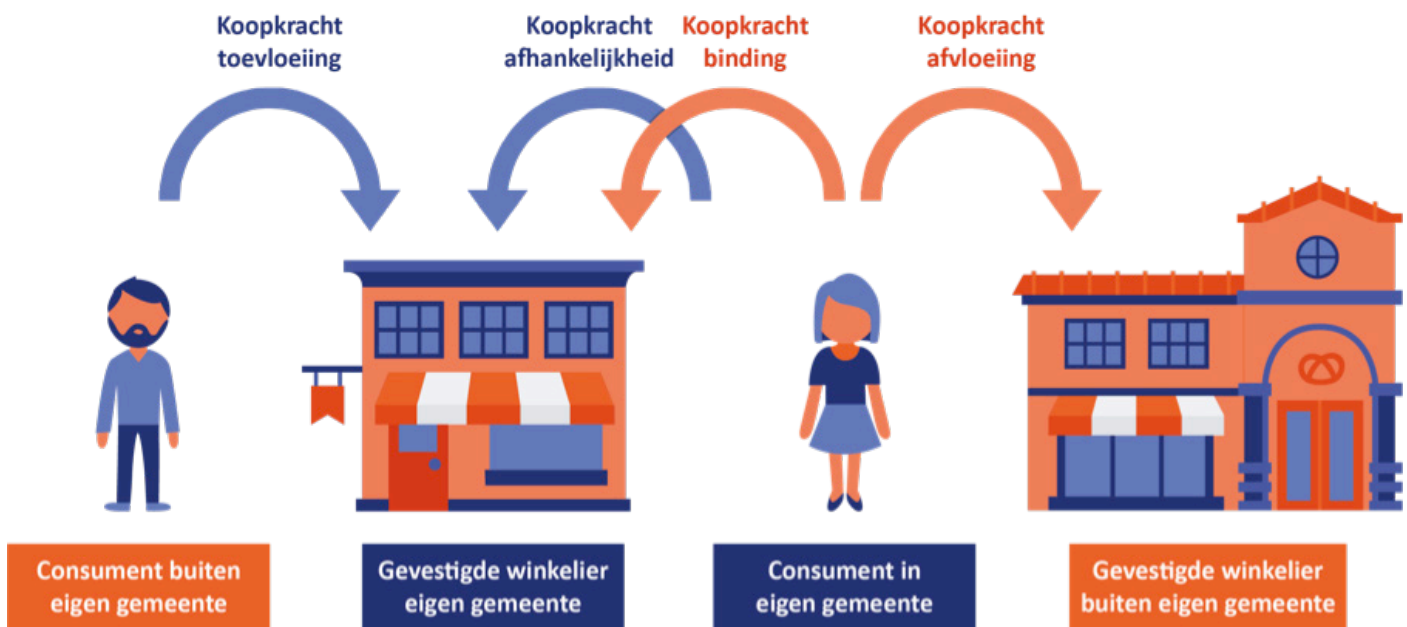 Koopkracht
toevloeiing
Koopkracht
afhankelijkheid
Koopkracht
binding
Koopkracht
afvloeiing
Consument buiten
eigen gemeente
Gevestigde winkelier
eigen gemeente
Consument in
eigen gemeente
Gevestigde winkelier
buiten eigen gemeente